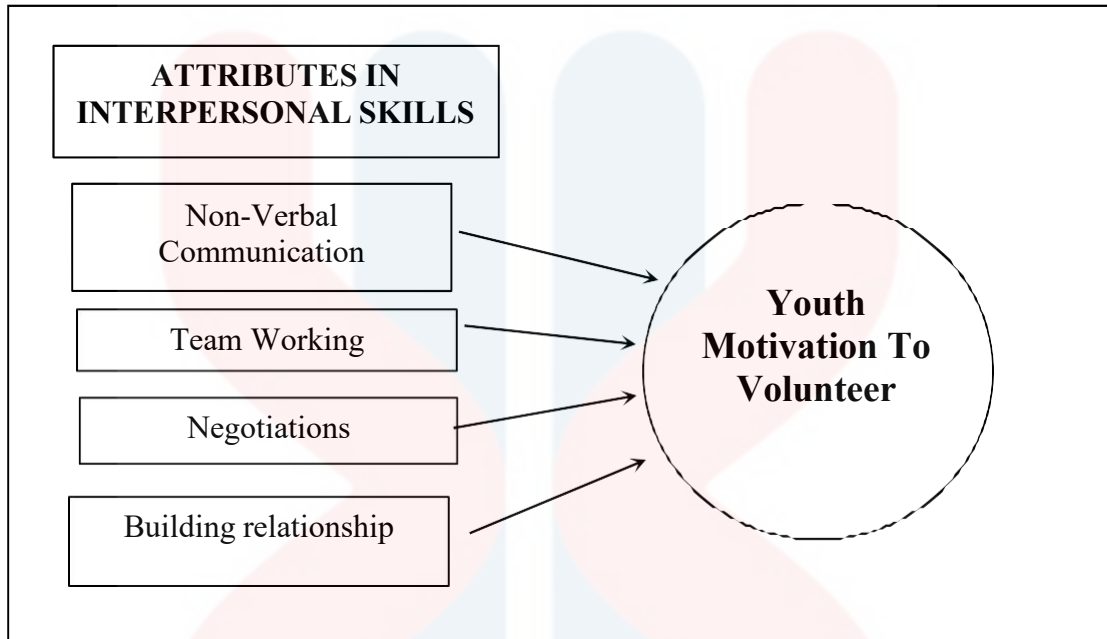 ATTRIBUTES IN
INTERPERSONAL SKILLS
Non-Verbal
Communication
Team Working
Negotiations
Building relationship
Youth
Motivation To
Volunteer